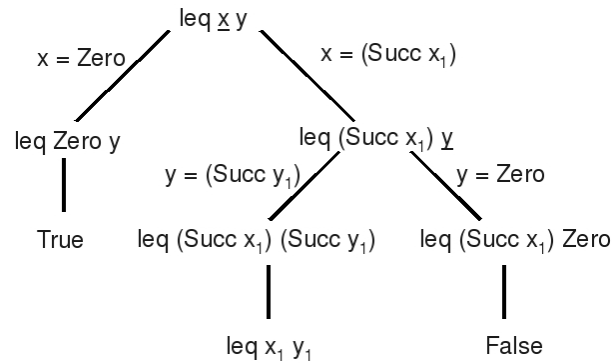 leq x y
x = Zero
x = (Succ x₁)
leq Zero y
leq (Succ x₁) y
y = (Succ y₁)
y = Zero
True
leq (Succ x₁) (Succ y₁)
leq (Succ x₁) Zero
leq x₁ y₁
False